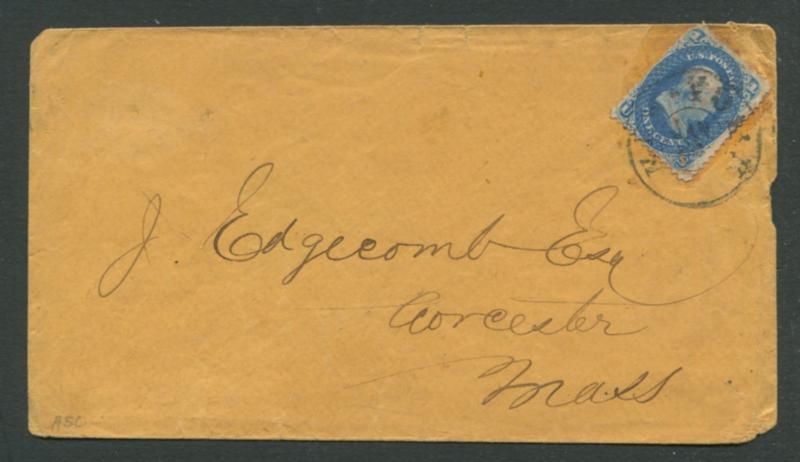 U.S. POSTAGE
ONE CENT
J. Edgecomb Esq
Worcester
Mass
ASC